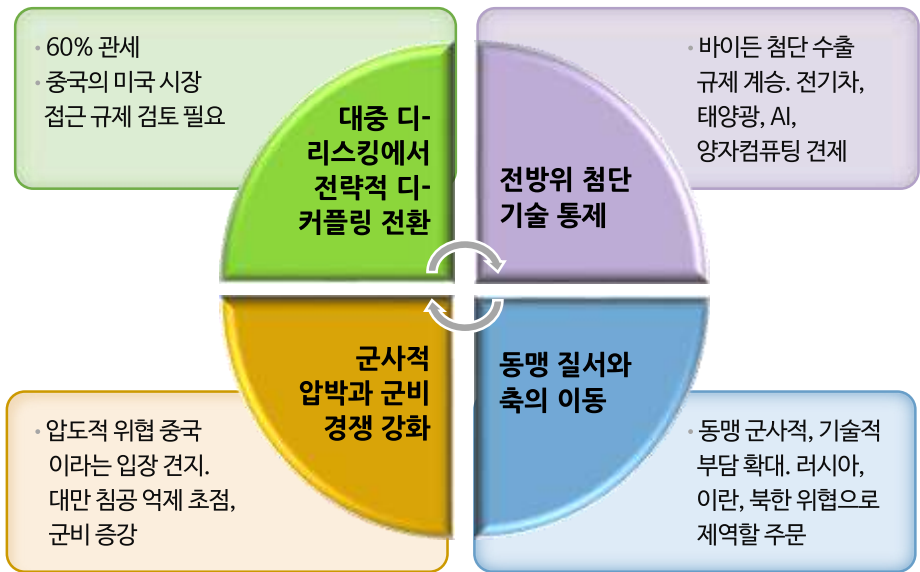 · 60% 관세
· 중국의 미국 시장
접근 규제 검토 필요
대중 디-
리스킹에서
전략적 디-
커플링 전환
· 바이든 첨단 수출
규제 계승. 전기차,
태양광, AI,
양자컴퓨팅 견제
전방위 첨단
기술 통제
군사적
압박과 군비
경쟁 강화
· 압도적 위협 중국
이라는 입장 견지.
대만 침공 억제 초점,
군비 증강
동맹 질서와
축의 이동
· 동맹 군사적, 기술적
부담 확대. 러시아,
이란, 북한 위협으로
제역할 주문